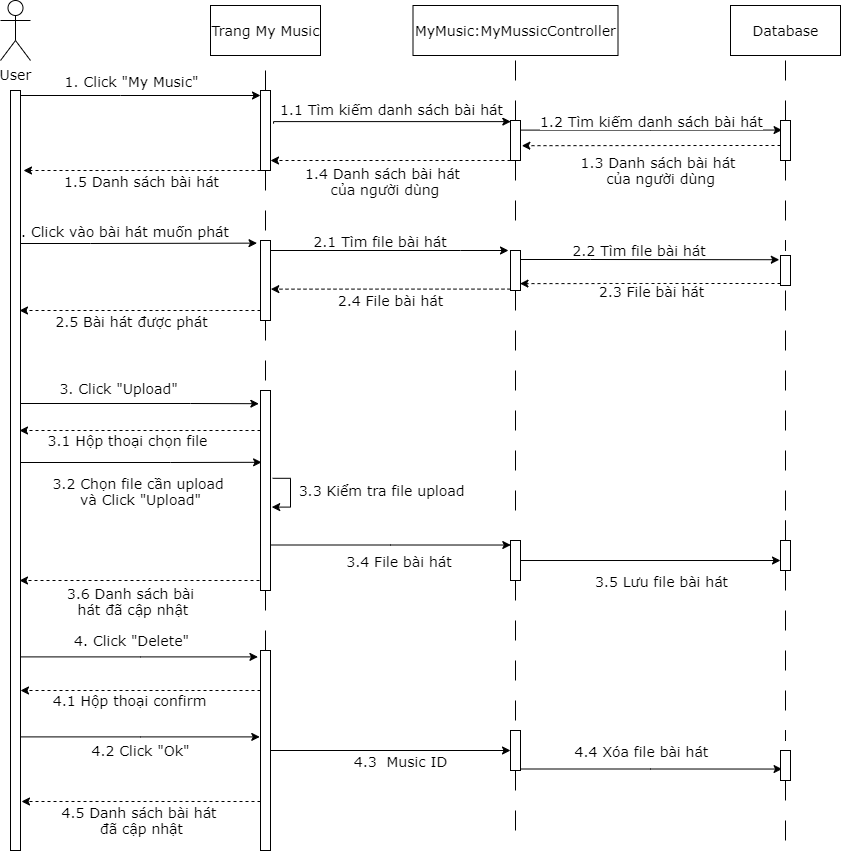 Trang My Music
MyMusic:MyMussicController
Database
User
1. Click "My Music"
1.1 Tìm kiếm danh sách bài hát
1.2 Tìm kiếm danh sách bài hát
1.3 Danh sách bài hát
của người dùng
1.4 Danh sách bài hát
của người dùng
1.5 Danh sách bài hát
. Click vào bài hát muốn phát
2.1 Tìm file bài hát
2.2 Tìm file bài hát
2.3 File bài hát
2.4 File bài hát
2.5 Bài hát được phát
3. Click "Upload"
3.1 Hộp thoại chọn file
3.2 Chọn file cần upload
và Click "Upload"
3.3 Kiểm tra file upload
3.4 File bài hát
3.5 Lưu file bài hát
3.6 Danh sách bài
hát đã cập nhật
4. Click "Delete"
4.1 Hộp thoại confirm
4.2 Click "Ok"
4.3 Music ID
4.4 Xóa file bài hát
4.5 Danh sách bài hát
đã cập nhật